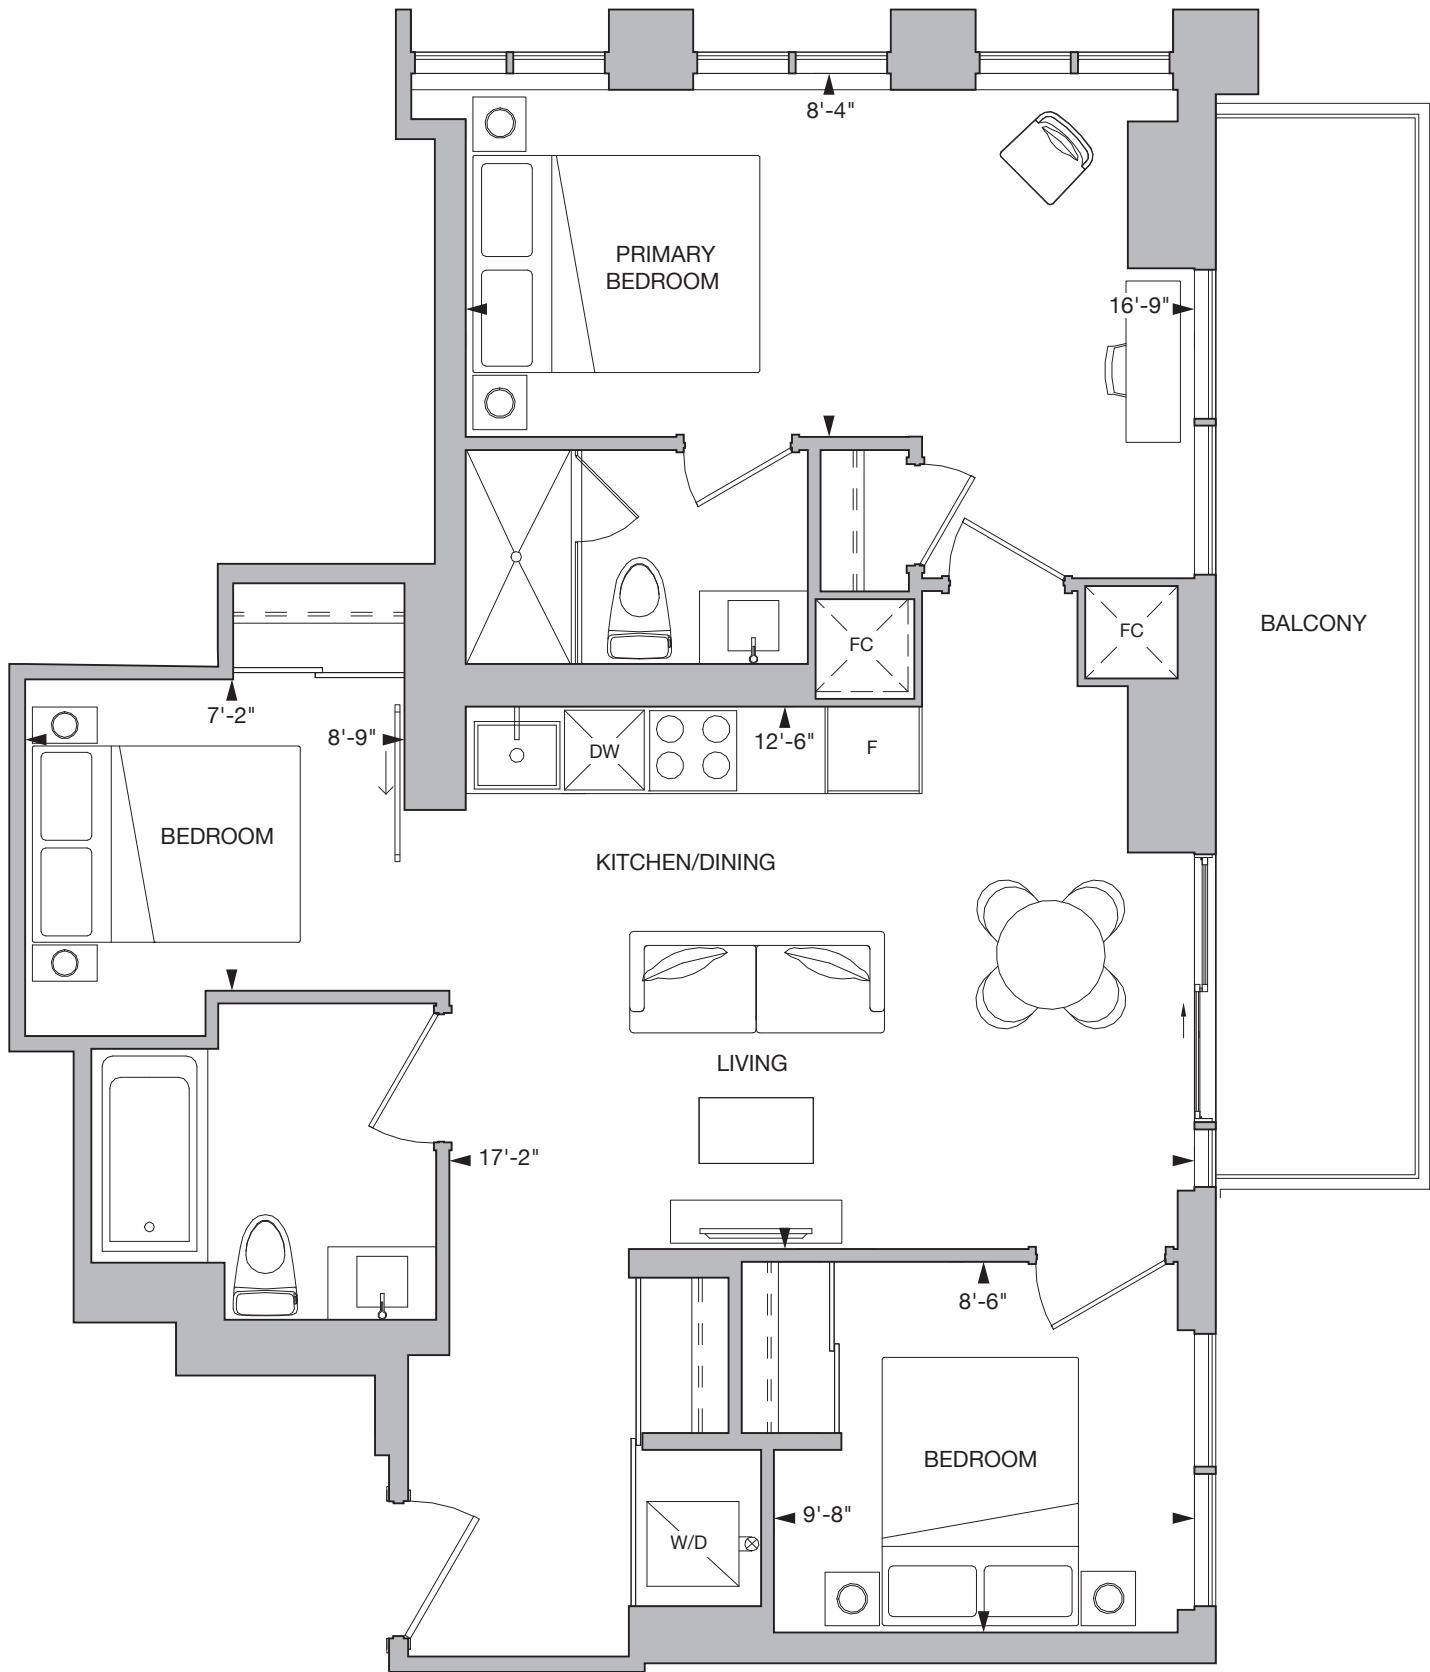 8'-4"
PRIMARY
BEDROOM
16'-9"
BALCONY
FC
FC
7'-2"
8'-9"
DW
12'-6"
F
BEDROOM
KITCHEN/DINING
LIVING
17'-2"
8'-6"
BEDROOM
9'-8"
W/D